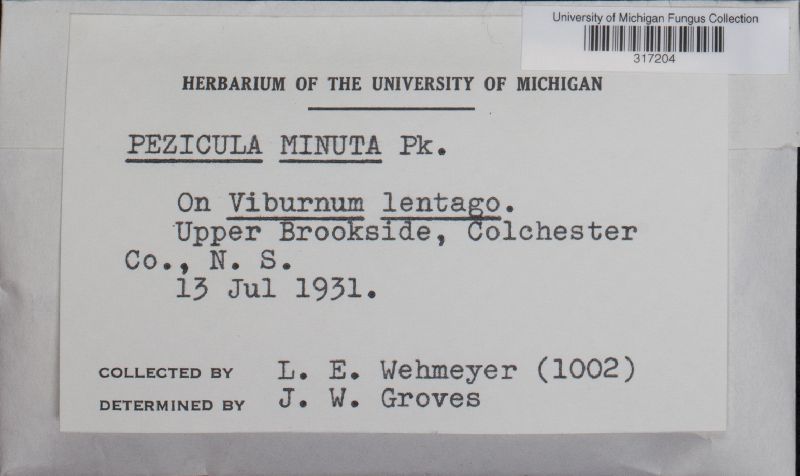 University of Michigan Fungus Collection
317204
HERBARIUM OF THE UNIVERSITY OF MICHIGAN
PEZICULA MINUTA Pk.
On Viburnum lentago.
Upper Brookside, Colchester
Co., N. S.
13 Jul 1931.
COLLECTED BY L. E. Wehmeyer (1002)
DETERMINED BY J. W. Groves